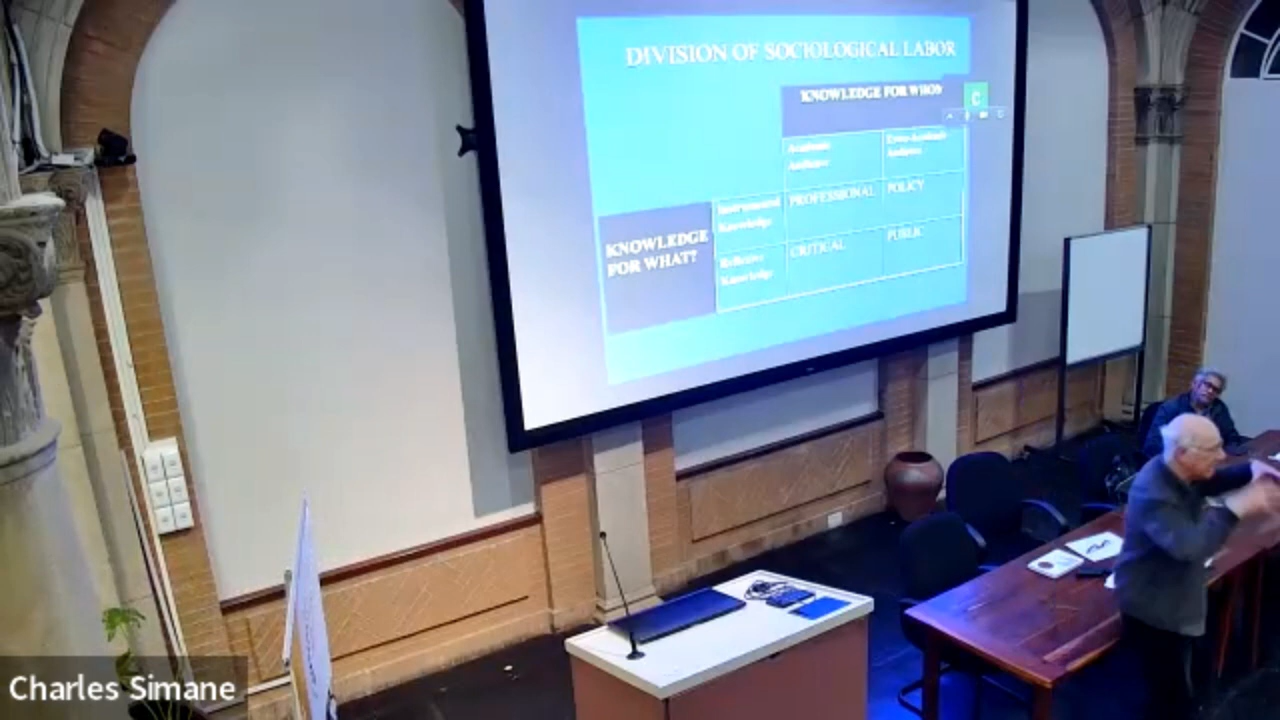 DIVISION OF SOCIOLOGICAL LABOR
KNOWLEDGE FOR WHOM
C
Academic
Audience
Extra-Academic
Audience
Instrumental
Knowledge
PROFESSIONAL
POLICY
KNOWLEDGE
FOR WHAT?
Reflexive
Knowledge
CRITICAL
PUBLIC
Charles Simane